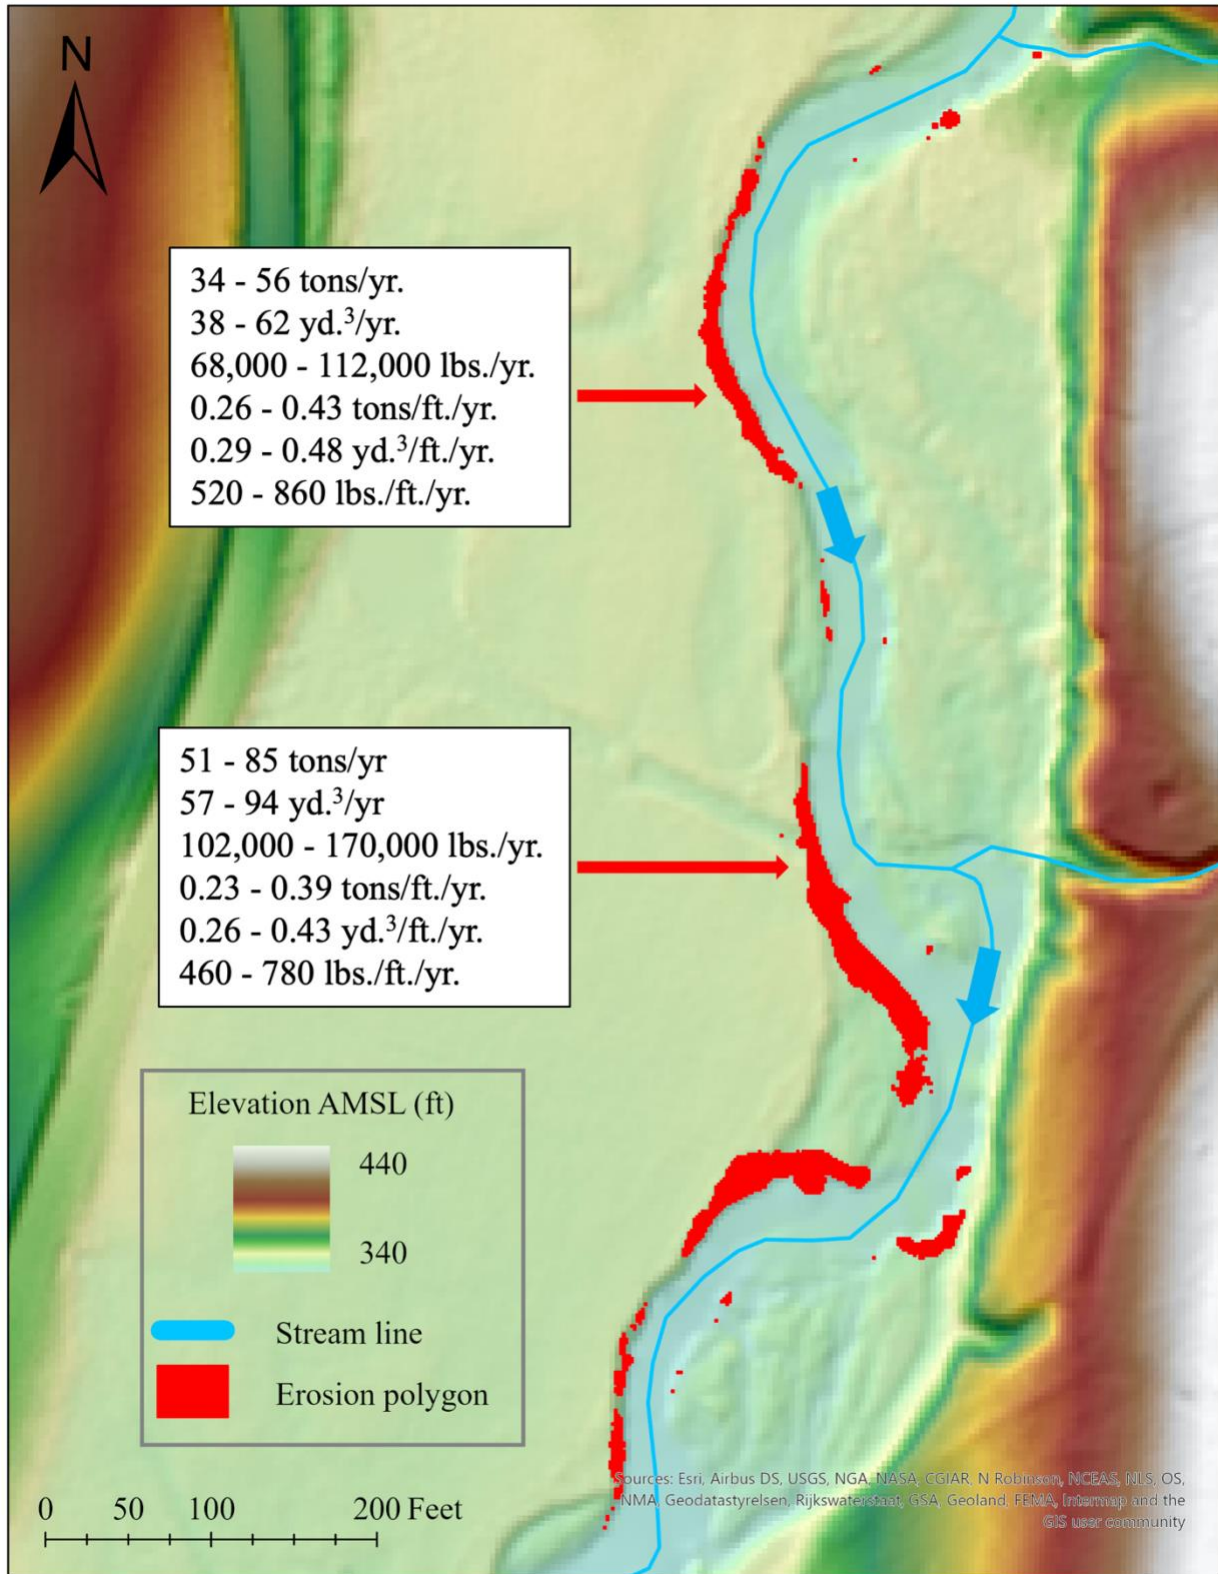 N
34 - 56 tons/yr.
38 - 62 yd.³/yr.
68,000 - 112,000 lbs./yr.
0.26 - 0.43 tons/ft./yr.
0.29 - 0.48 yd.³/ft./yr.
520 - 860 lbs./ft./yr.
51 - 85 tons/yr
57 - 94 yd.³/yr
102,000 - 170,000 lbs./yr.
0.23 - 0.39 tons/ft./yr.
0.26 - 0.43 yd.³/ft./yr.
460 - 780 lbs./ft./yr.
Elevation AMSL (ft)
440
340
Stream line
Erosion polygon
0 50 100 200 Feet
Sources: Esri, Airbus DS, USGS, NGA, NASA, CGIAR, N Robinson, NCEAS, NLS, OS,
NMA, Geodatastyrelsen, Rijkswaterstaat, GSA, Geoland, FEMA, Intermap and the
GIS user community